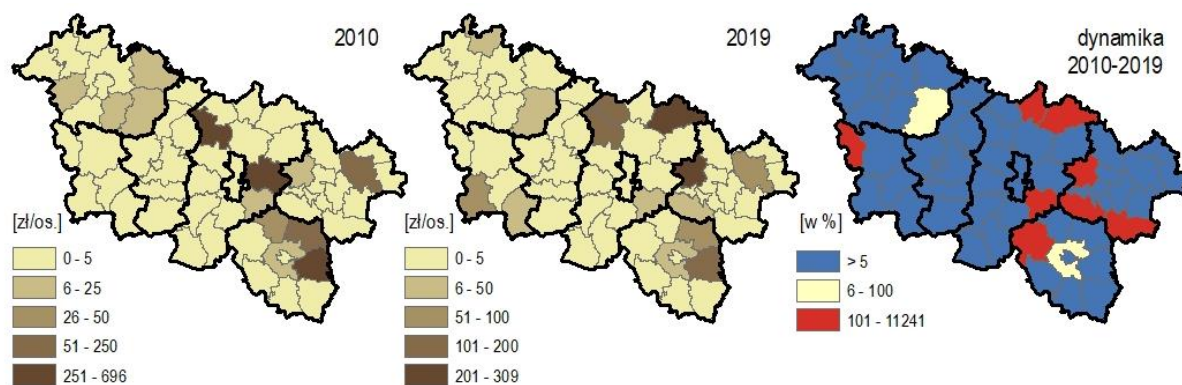 2010
2019
dynamika
2010-2019
[zł/os.]
0 - 5
6 - 25
26 - 50
51 - 250
251 - 696
[zł/os.]
0 - 5
6 - 50
51 - 100
101 - 200
201 - 309
[w %]
> 5
6 - 100
101 - 11241